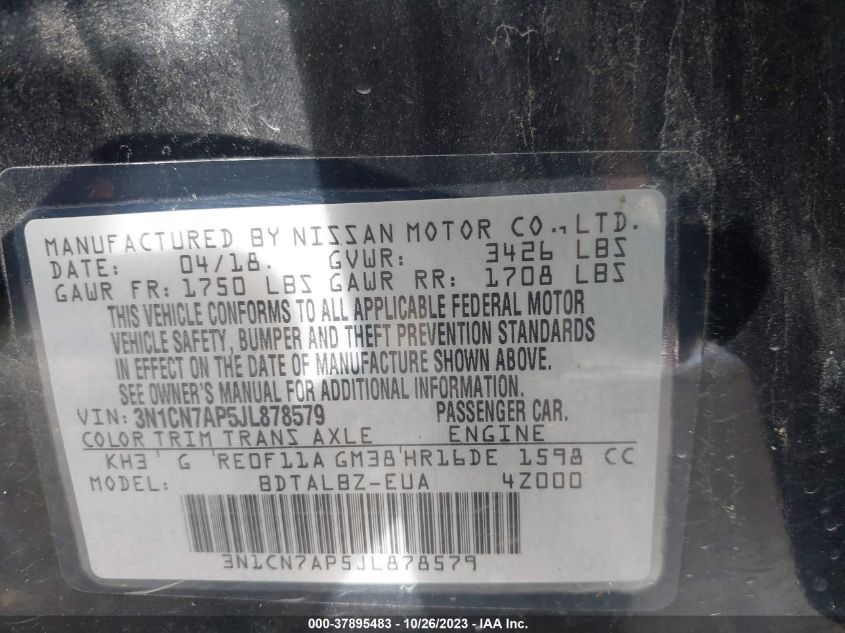 MANUFACTURED BY NISSAN MOTOR CO., LTD.
DATE: 04/18. GVWR: 3426 LBS
GAWR FR: 1750 LBS GAWR RR: 1708 LBS
THIS VEHICLE CONFORMS TO ALL APPLICABLE FEDERAL MOTOR
VEHICLE SAFETY, BUMPER AND THEFT PREVENTION STANDARDS
IN EFFECT ON THE DATE OF MANUFACTURE SHOWN ABOVE.
SEE OWNER'S MANUAL FOR ADDITIONAL INFORMATION.
VIN: 3N1CN7AP5JL878579 PASSENGER CAR.
COLOR TRIM TRANS AXLE ENGINE
KH3 G RE0F11A GM38 HR16DE 1598 CC
MODEL: BDTALBZ-EUA 4Z000
3N1CN7AP5JL878579
000-37895483 - 10/26/2023 - IAA Inc.